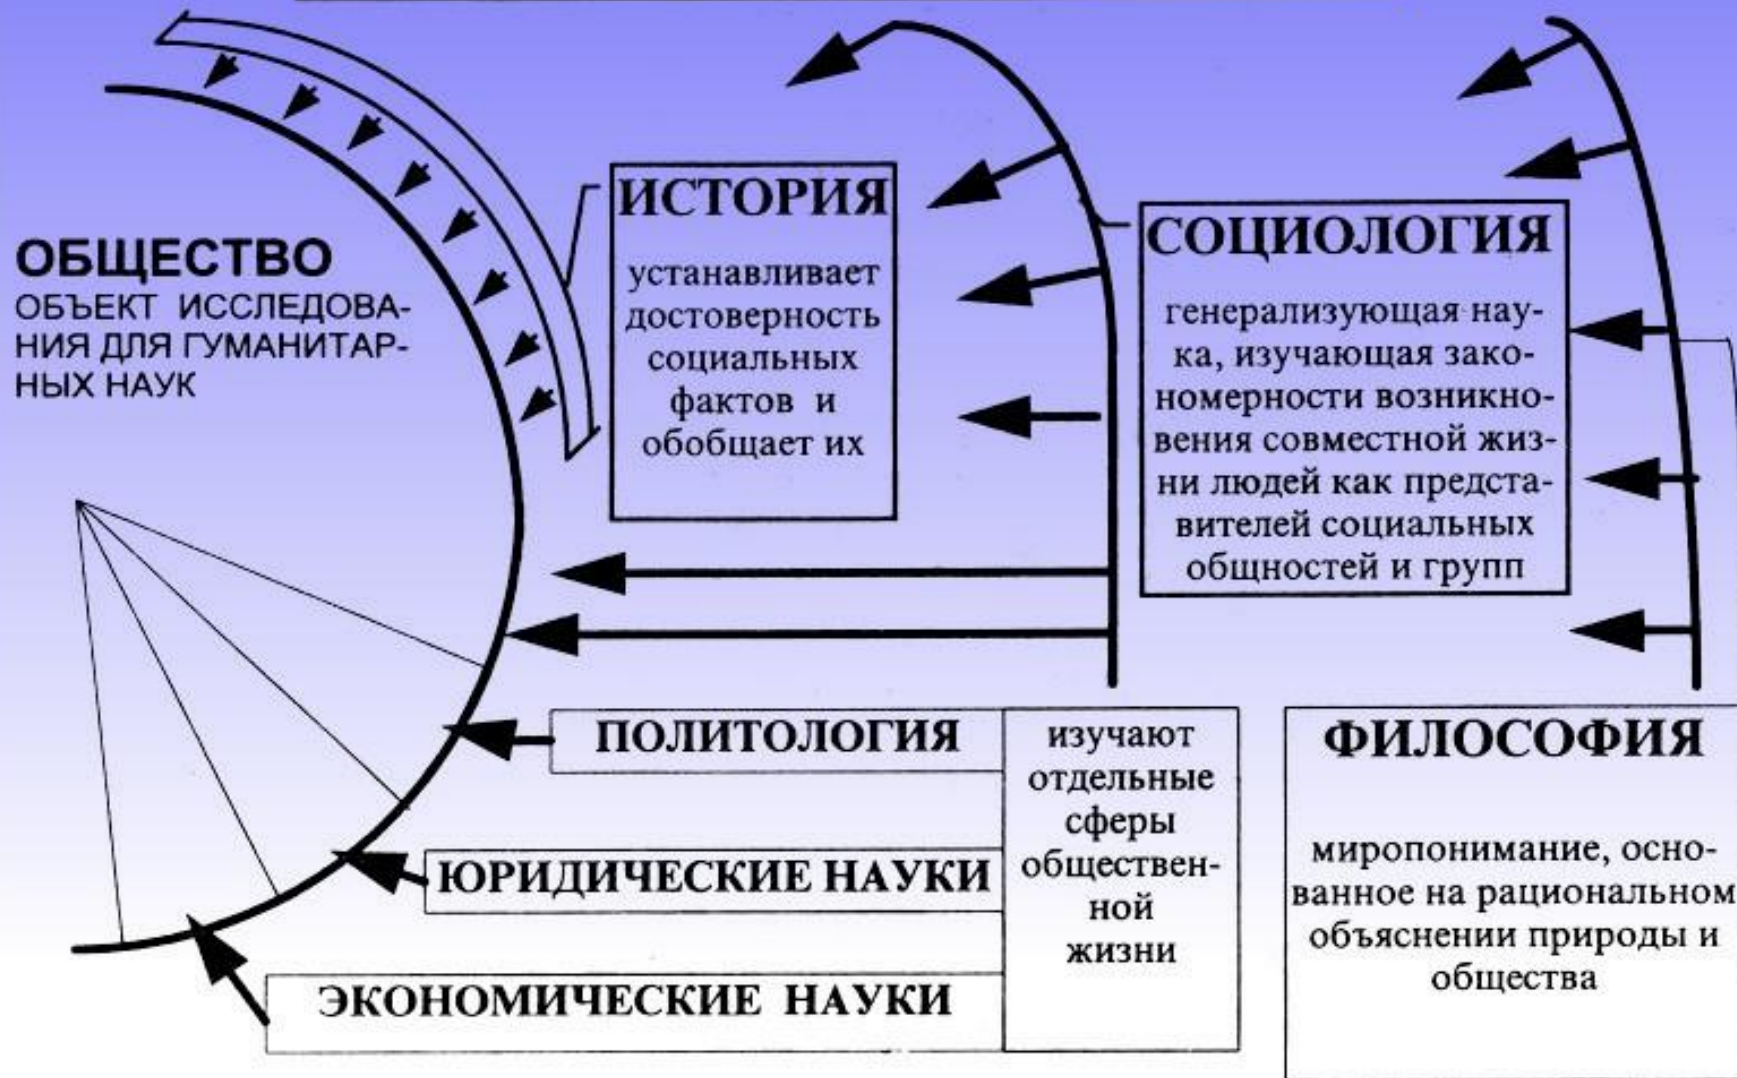 ОБЩЕСТВО
ОБЪЕКТ ИССЛЕДОВА-
НИЯ ДЛЯ ГУМАНИТАР-
НЫХ НАУК
ИСТОРИЯ
устанавливает
достоверность
социальных
фактов и
обобщает их
СОЦИОЛОГИЯ
генерализующая нау-
ка, изучающая зако-
номерности возникно-
вения совместной жиз-
ни людей как предста-
вителей социальных
общностей и групп
ПОЛИТОЛОГИЯ
ЮРИДИЧЕСКИЕ НАУКИ
ЭКОНОМИЧЕСКИЕ НАУКИ
изучают
отдельные
сферы
обществен-
ной
жизни
ФИЛОСОФИЯ
миропонимание, осно-
ванное на рациональном
объяснении природы и
общества